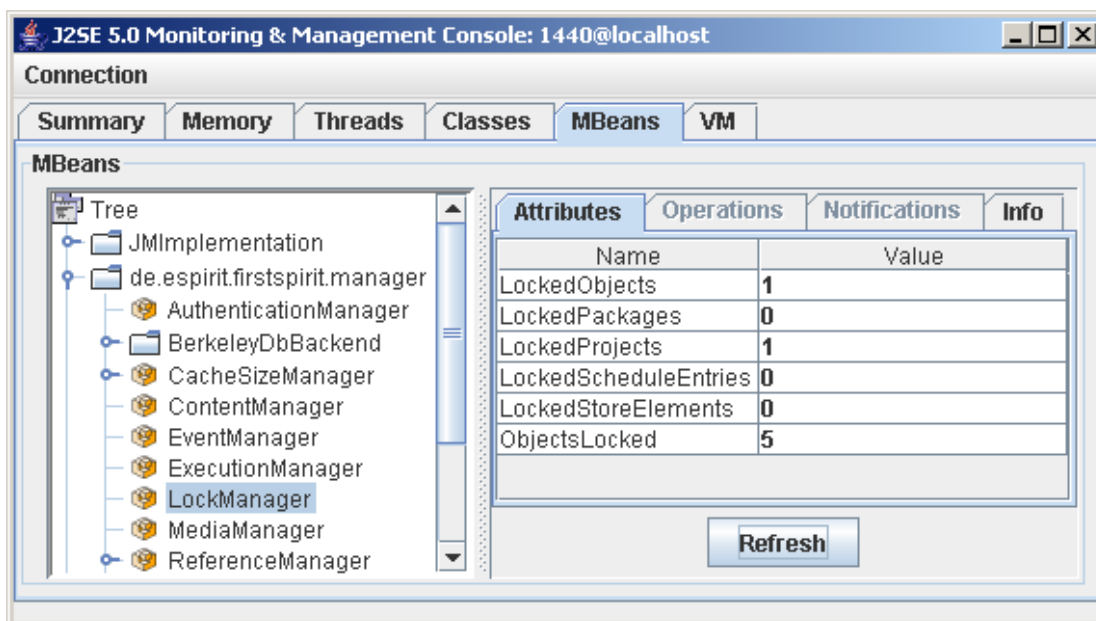 J2SE 5.0 Monitoring & Management Console: 1440@localhost
Connection
Summary Memory Threads Classes MBeans VM
MBeans
Tree
JMImplementation
de.espirit.firstspirit.manager
AuthenticationManager
BerkeleyDbBackend
CacheSizeManager
ContentManager
EventManager
ExecutionManager
LockManager
MediaManager
ReferenceManager
Attributes Operations Notifications Info
Name Value
LockedObjects 1
LockedPackages 0
LockedProjects 1
LockedScheduleEntries 0
LockedStoreElements 0
ObjectsLocked 5
Refresh